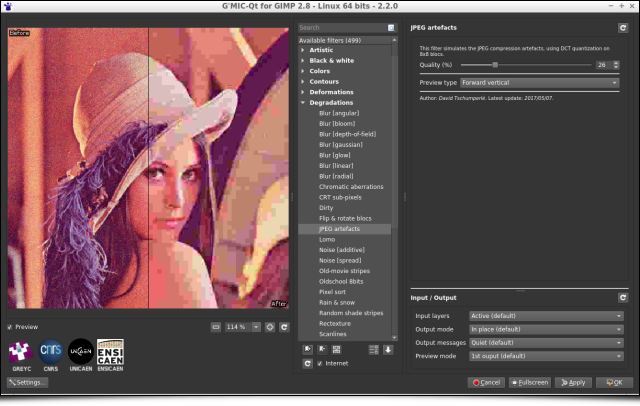 G'MIC-Qt for GIMP 2.8 - Linux 64 bits - 2.2.0
Before
After
Preview
114 %
GREYC
CNRS
UNICAEN
ENSICAEN
cnrs
UNICAEN
ENSI
CAEN
Settings...
Search
Available filters (499)
Artistic
Black & white
Colors
Contours
Deformations
Degradations
Blur [angular]
Blur [bloom]
Blur [depth-of-field]
Blur [gaussian]
Blur [glow]
Blur [linear]
Blur [radial]
Chromatic aberrations
CRT sub-pixels
Dirty
Flip & rotate blocs
JPEG artefacts
Lomo
Noise [additive]
Noise [spread]
Old-movie stripes
Oldschool 8bits
Pixel sort
Rain & snow
Random shade stripes
Rectexture
Scanlines
Internet
JPEG artefacts
This filter simulates the JPEG compression artefacts, using DCT quantization on
8x8 blocs.
Quality (%)
26
Preview type
Forward vertical
Author: David Tschumperlé. Latest update: 2017/05/07.
Input / Output
Input layers
Active (default)
Output mode
In place (default)
Output messages
Quiet (default)
Preview mode
1st ouput (default)
Cancel
Fullscreen
Apply
OK